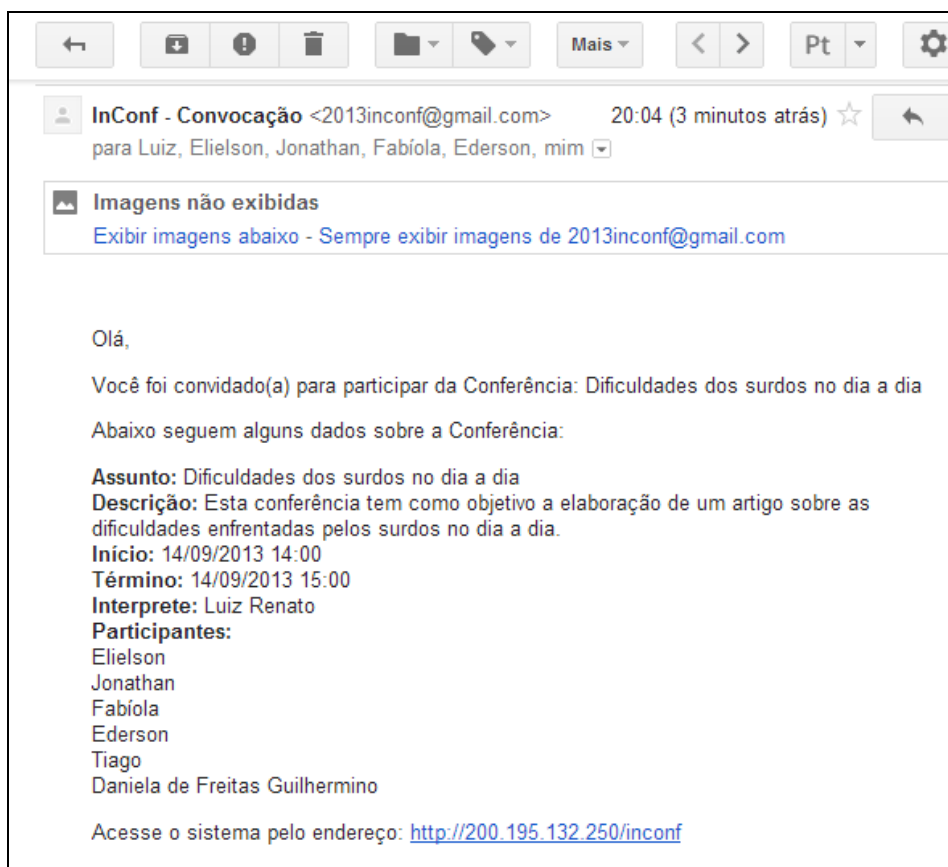 Mais
Pt
InConf - Convocação <2013inconf@gmail.com> 20:04 (3 minutos atrás)
para Luiz, Elielson, Jonathan, Fabíola, Ederson, mim
Imagens não exibidas
Exibir imagens abaixo - Sempre exibir imagens de 2013inconf@gmail.com
Olá,
Você foi convidado(a) para participar da Conferência: Dificuldades dos surdos no dia a dia
Abaixo seguem alguns dados sobre a Conferência:
Assunto: Dificuldades dos surdos no dia a dia
Descrição: Esta conferência tem como objetivo a elaboração de um artigo sobre as
dificuldades enfrentadas pelos surdos no dia a dia.
Início: 14/09/2013 14:00
Término: 14/09/2013 15:00
Interprete: Luiz Renato
Participantes:
Elielson
Jonathan
Fabíola
Ederson
Tiago
Daniela de Freitas Guilhermino
Acesse o sistema pelo endereço: http://200.195.132.250/inconf